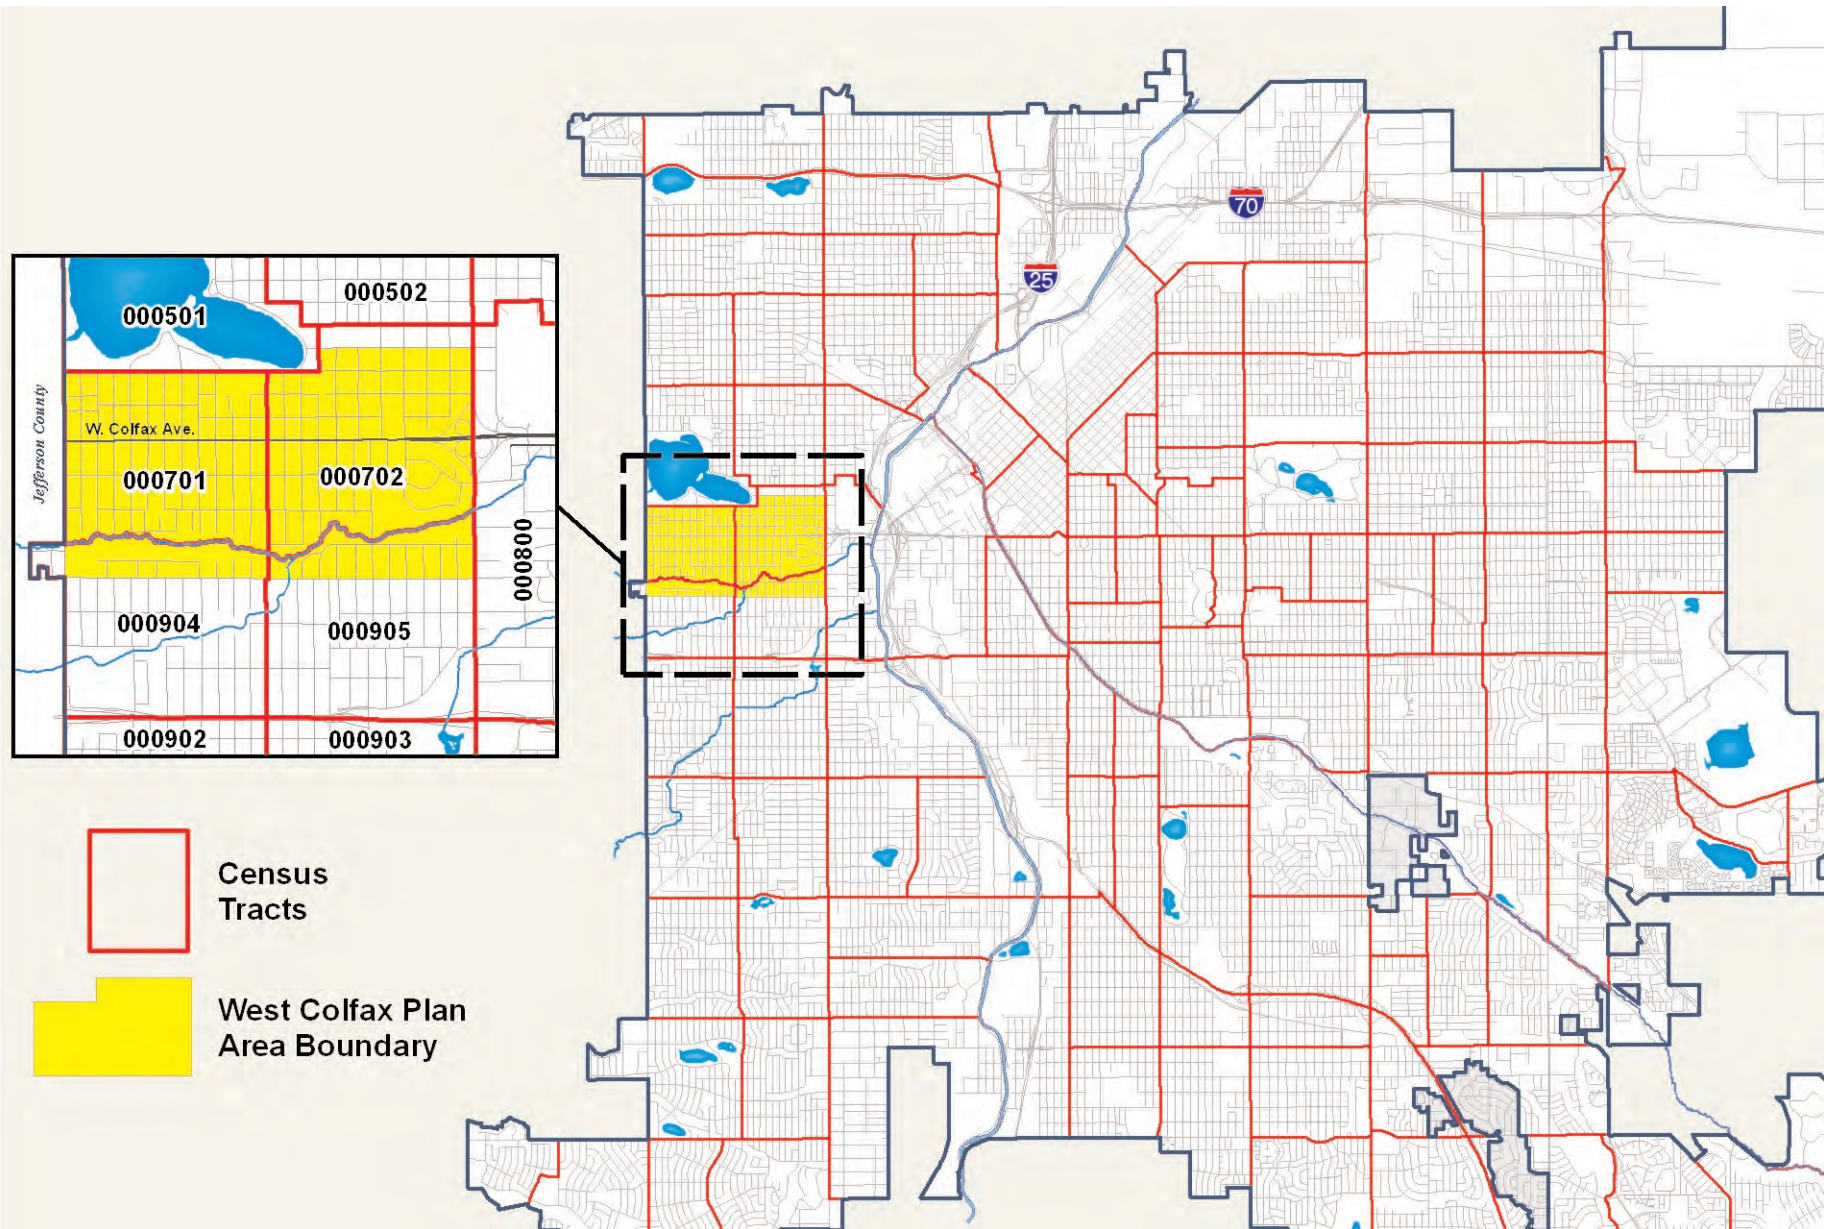 70
25
000502
000501
Jefferson County
W. Colfax Ave.
000701
000702
000800
000904
000905
000902
000903
Census
Tracts
West Colfax Plan
Area Boundary